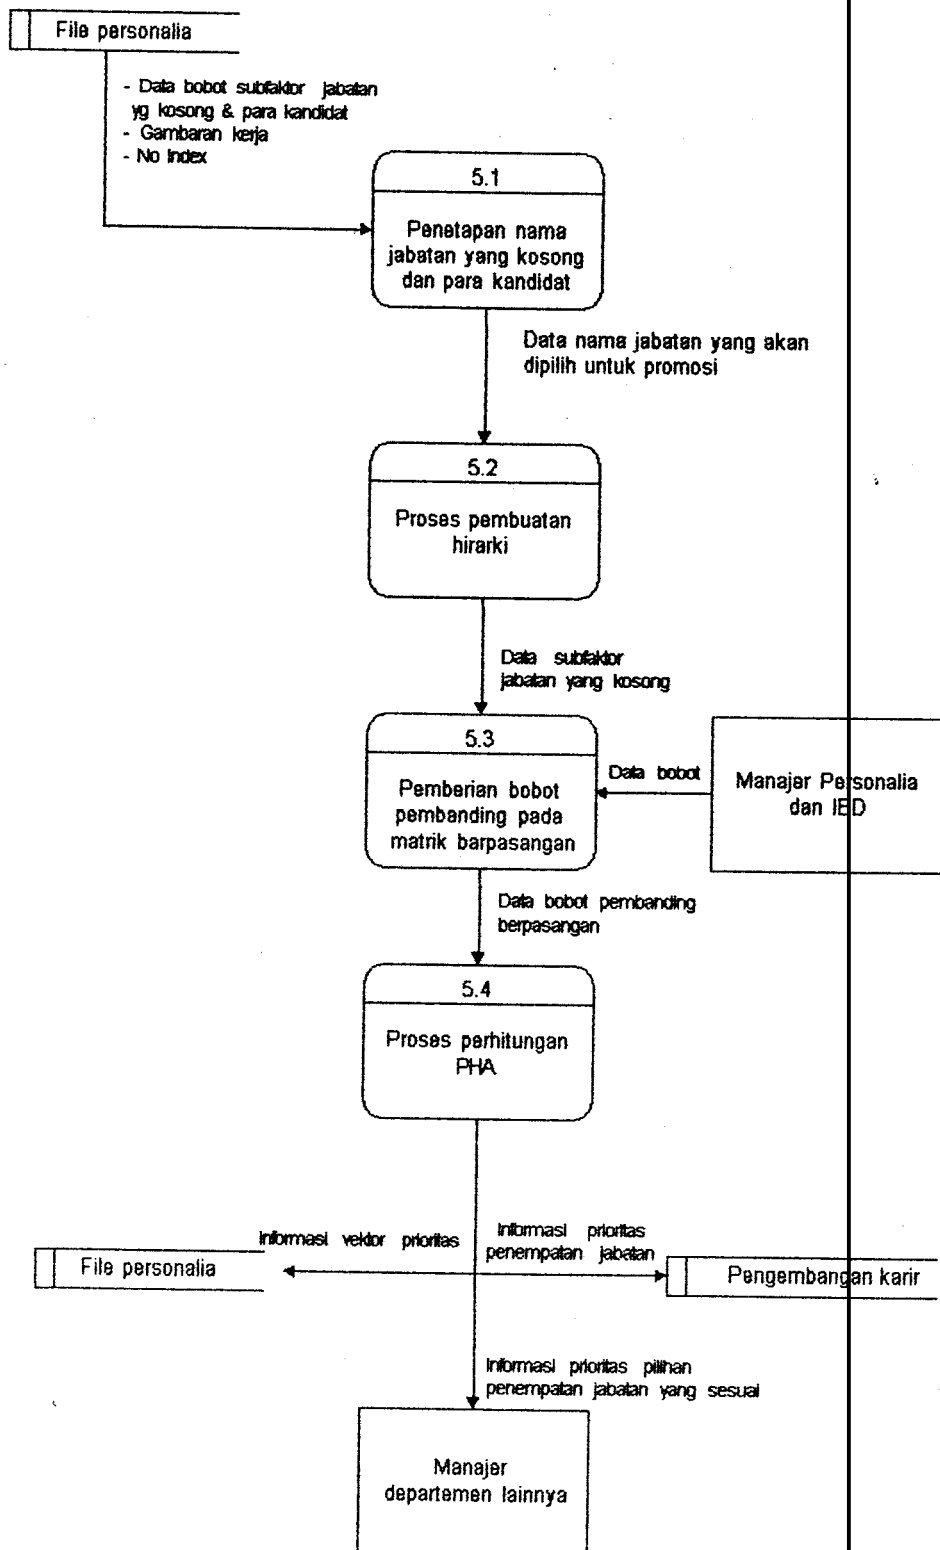 File personalia
- Data bobot subfaktor jabatan
yg kosong & para kandidat
- Gambaran kerja
- No Index
5.1
Penetapan nama
jabatan yang kosong
dan para kandidat
Data nama jabatan yang akan
dipilih untuk promosi
5.2
Proses pembuatan
hirarki
Data subfaktor
jabatan yang kosong
5.3
Pemberian bobot
pembanding pada
matrik barpasangan
Data bobot
Manajer Personalia
dan IED
Data bobot pembanding
berpasangan
5.4
Proses perhitungan
PHA
Informasi vektor prioritas
Informasi prioritas
penempatan jabatan
File personalia
Pengembangan karir
Informasi prioritas pilihan
penempatan jabatan yang sesuai
Manajer
departemen lainnya